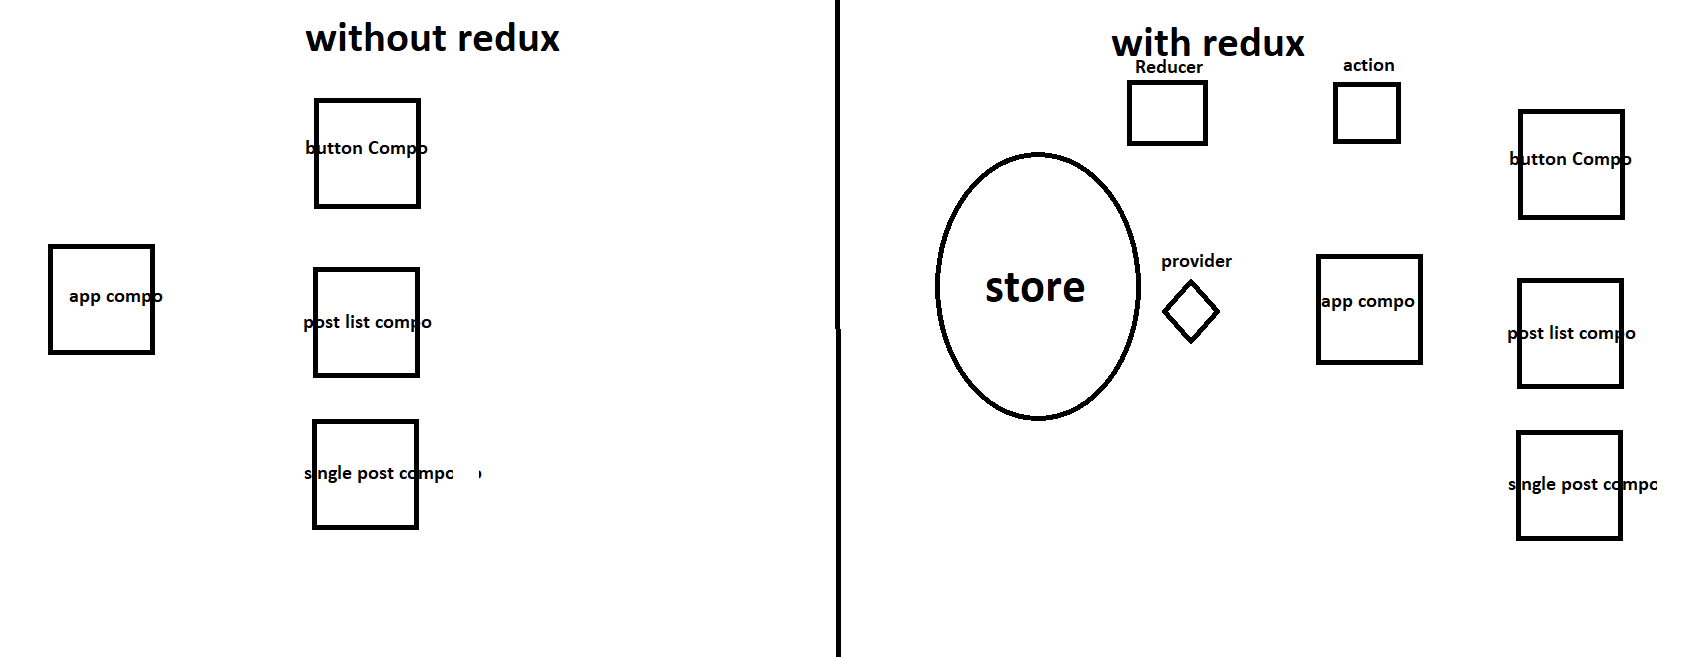 without redux
button Compo
app compo
post list compo
single post compo
with redux
Reducer
action
button Compo
store
provider
app compo
post list compo
single post compo